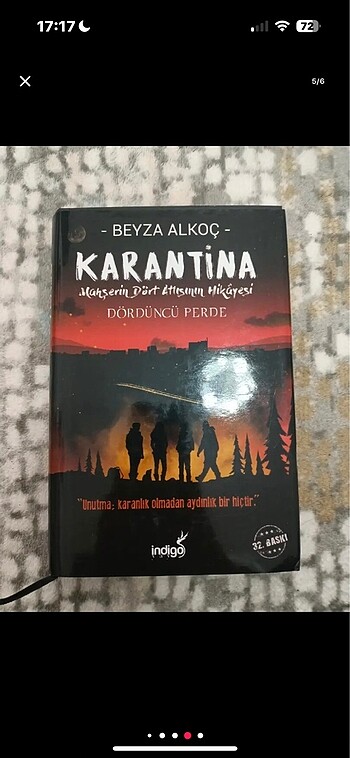 17:17
72
5/6
- BEYZA ALKOÇ -
KARANTİNA
Mahşerin Dört Atlısının Hikâyesi
DÖRDÜNCÜ PERDE
"Unutma; karanlık olmadan aydınlık bir hiçtir."
indigo
32. BASKI